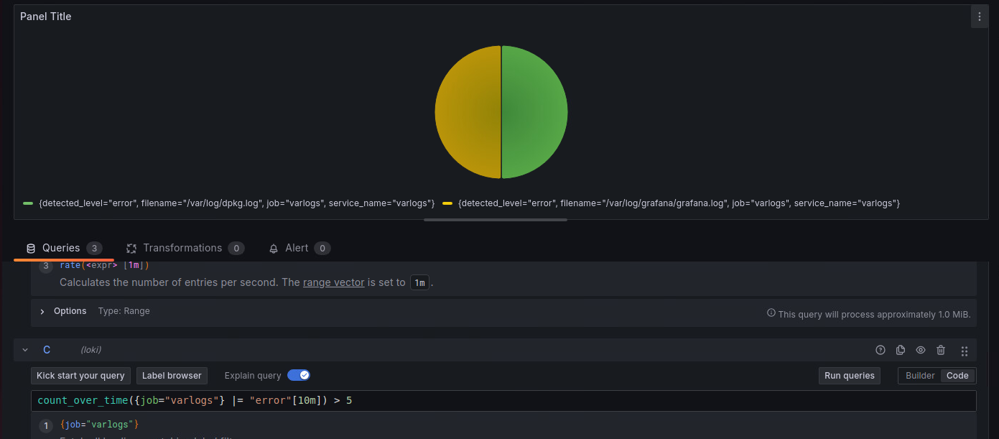 Panel Title
{detected_level="error", filename="/var/log/dpkg.log", job="varlogs", service_name="varlogs"} {detected_level="error", filename="/var/log/grafana/grafana.log", job="varlogs", service_name="varlogs"}
Queries 3 Transformations 0 Alert 0
3 rate(<expr> [1m])
Calculates the number of entries per second. The range vector is set to 1m .
Options Type: Range This query will process approximately 1.0 MiB.
C (loki)
Kick start your query Label browser Explain query Run queries Builder Code
count_over_time({job="varlogs"} |= "error"[10m]) > 5
1 {job="varlogs"}